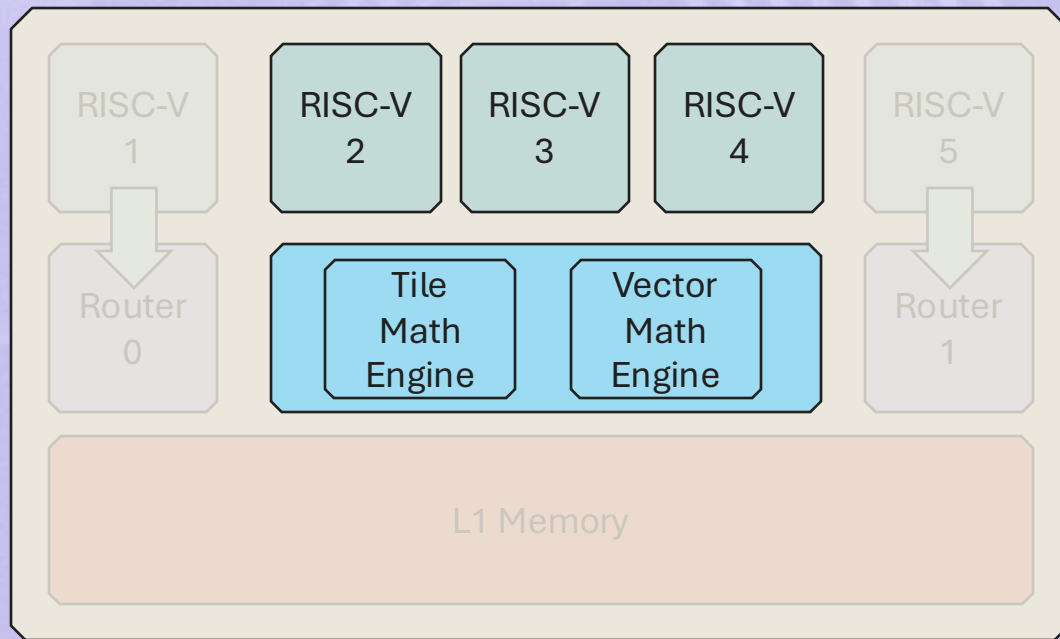 RISC-V
1
RISC-V
2
RISC-V
3
RISC-V
4
RISC-V
5
Router
0
Tile
Math
Engine
Vector
Math
Engine
Router
1
L1 Memory